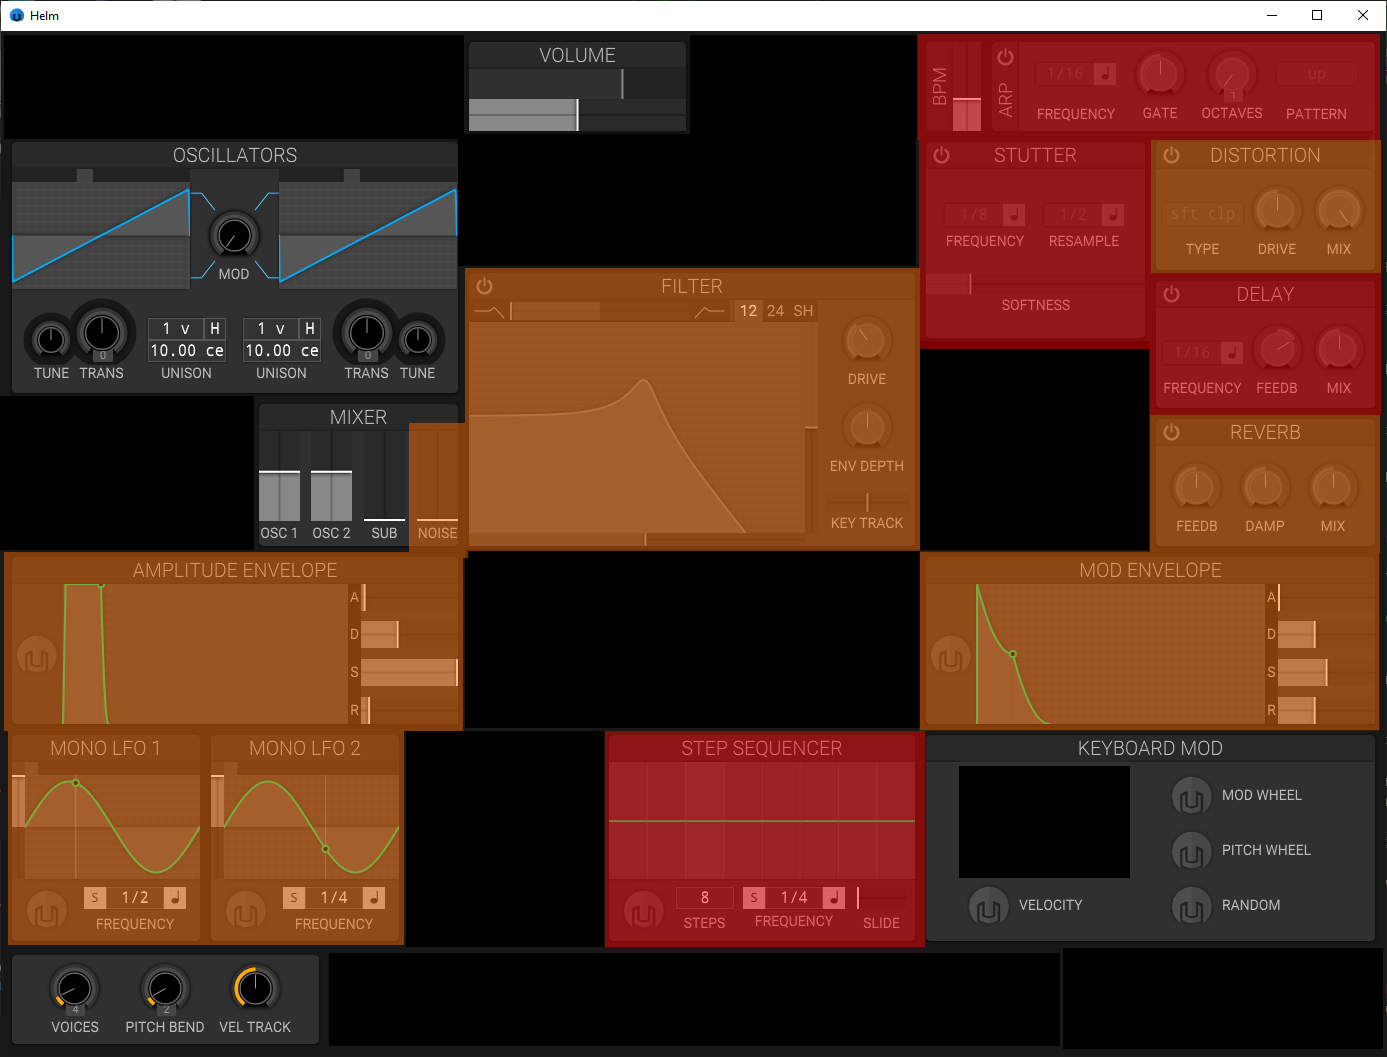 Helm
VOLUME
BPM
ARP
1/16
FREQUENCY
GATE
1
OCTAVES
up
PATTERN
OSCILLATORS
MOD
1 v H
10.00 ce
UNISON
1 v H
10.00 ce
UNISON
TUNE
0
TRANS
0
TRANS
TUNE
STUTTER
1/8
FREQUENCY
1/2
RESAMPLE
SOFTNESS
DISTORTION
sft clp
TYPE
DRIVE
MIX
FILTER
12 24 SH
DRIVE
ENV DEPTH
KEY TRACK
DELAY
1/16
FREQUENCY
FEEDB
MIX
MIXER
OSC 1
OSC 2
SUB
NOISE
REVERB
FEEDB
DAMP
MIX
AMPLITUDE ENVELOPE
A
D
S
R
MOD ENVELOPE
A
D
S
R
MONO LFO 1
S 1/2
FREQUENCY
MONO LFO 2
S 1/4
FREQUENCY
STEP SEQUENCER
8
STEPS
S 1/4
FREQUENCY
SLIDE
KEYBOARD MOD
MOD WHEEL
PITCH WHEEL
VELOCITY
RANDOM
4
VOICES
2
PITCH BEND
VEL TRACK